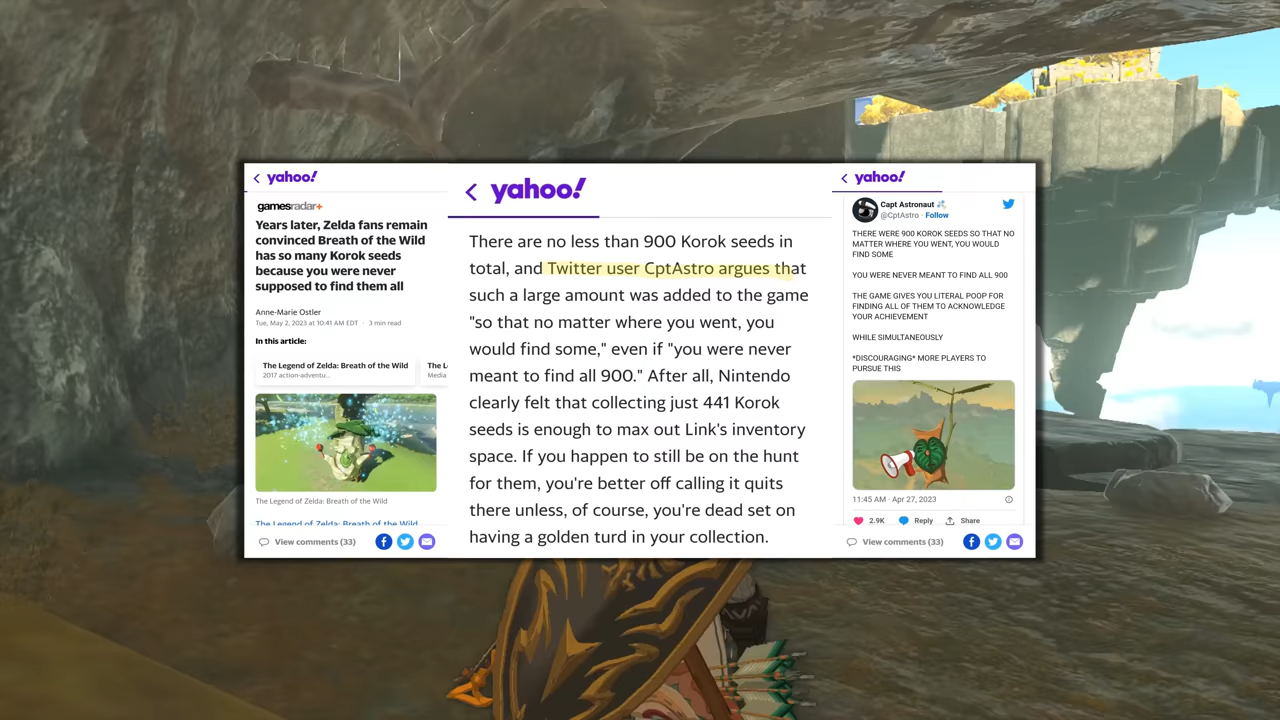 yahoo!
gamesradar+
Years later, Zelda fans remain
convinced Breath of the Wild
has so many Korok seeds
because you were never
supposed to find them all
Anne-Marie Ostler
Tue, May 2, 2023 at 10:41 AM EDT · 3 min read
In this article:
The Legend of Zelda: Breath of the Wild
2017 action-adventu...
The L
Media
The Legend of Zelda: Breath of the Wild
The Legend of Zelda: Breath of the Wild
View comments (33)
yahoo!
There are no less than 900 Korok seeds in
total, and Twitter user CptAstro argues that
such a large amount was added to the game
"so that no matter where you went, you
would find some," even if "you were never
meant to find all 900." After all, Nintendo
clearly felt that collecting just 441 Korok
seeds is enough to max out Link's inventory
space. If you happen to still be on the hunt
for them, you're better off calling it quits
there unless, of course, you're dead set on
having a golden turd in your collection.
yahoo!
Capt Astronaut
@CptAstro · Follow
THERE WERE 900 KOROK SEEDS SO THAT NO
MATTER WHERE YOU WENT, YOU WOULD
FIND SOME
YOU WERE NEVER MEANT TO FIND ALL 900
THE GAME GIVES YOU LITERAL POOP FOR
FINDING ALL OF THEM TO ACKNOWLEDGE
YOUR ACHIEVEMENT
WHILE SIMULTANEOUSLY
*DISCOURAGING* MORE PLAYERS TO
PURSUE THIS
11:45 AM · Apr 27, 2023
2.9K Reply Share
View comments (33)